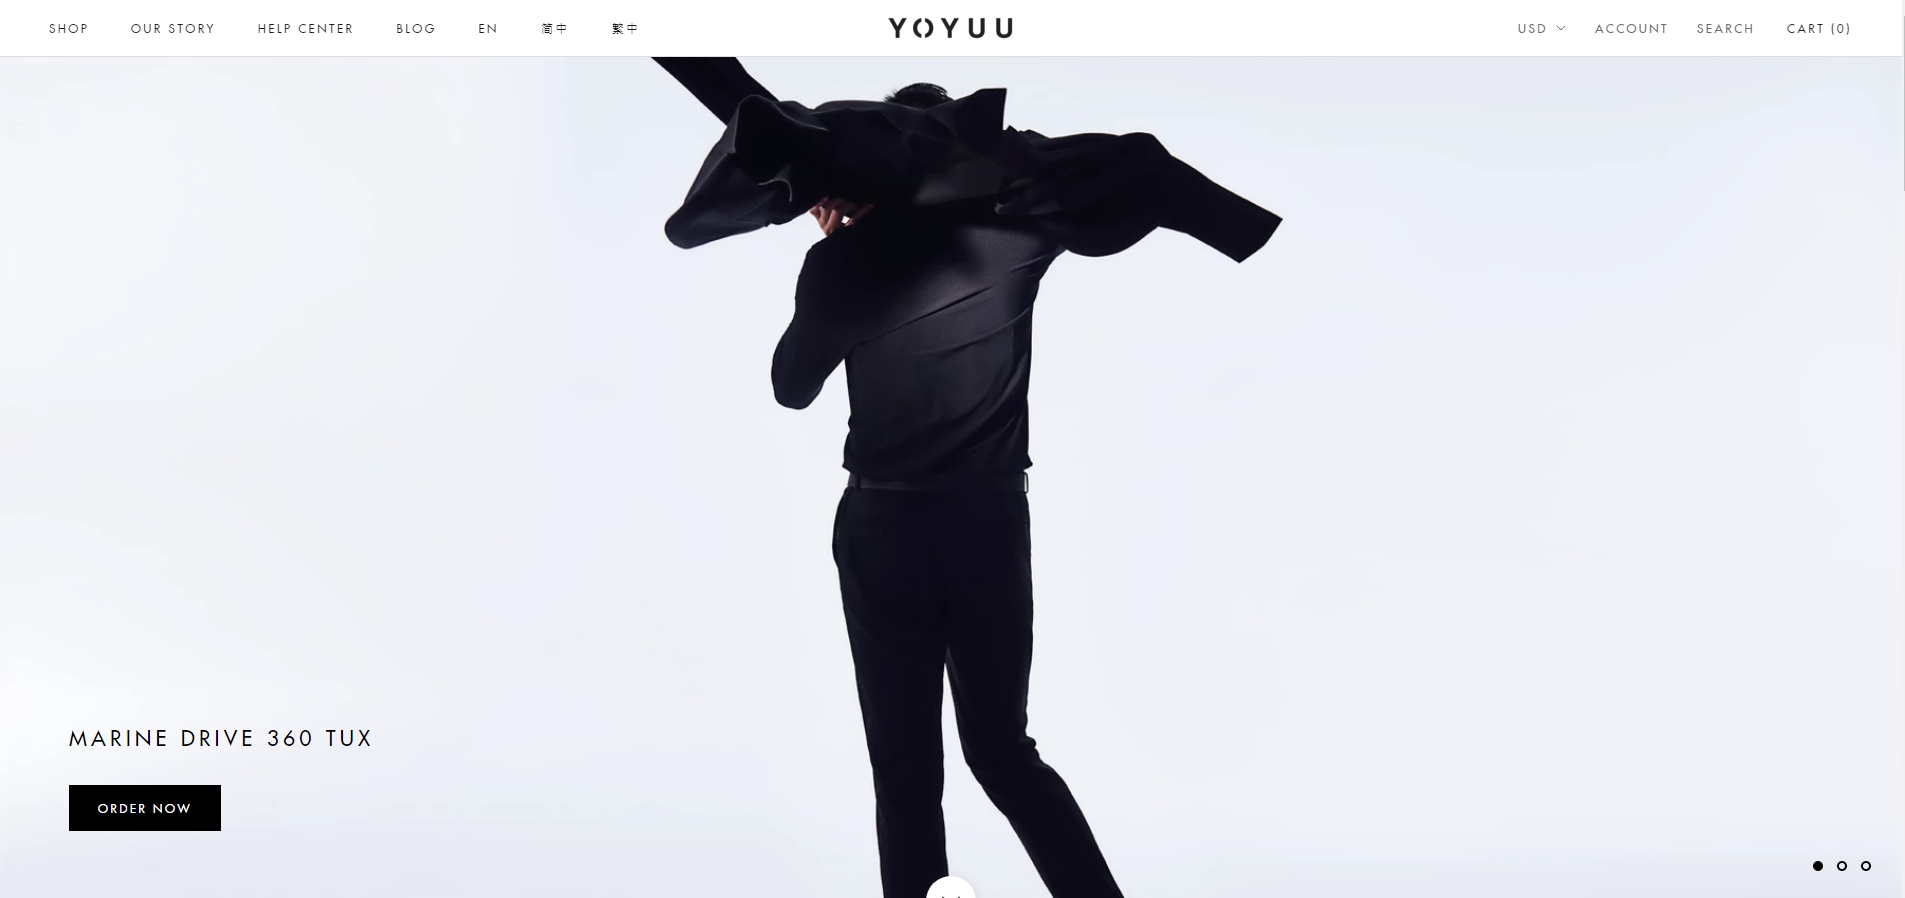 SHOP OUR STORY HELP CENTER BLOG EN 简中 繁中 YOYUU USD ACCOUNT SEARCH CART (0)
MARINE DRIVE 360 TUX
ORDER NOW